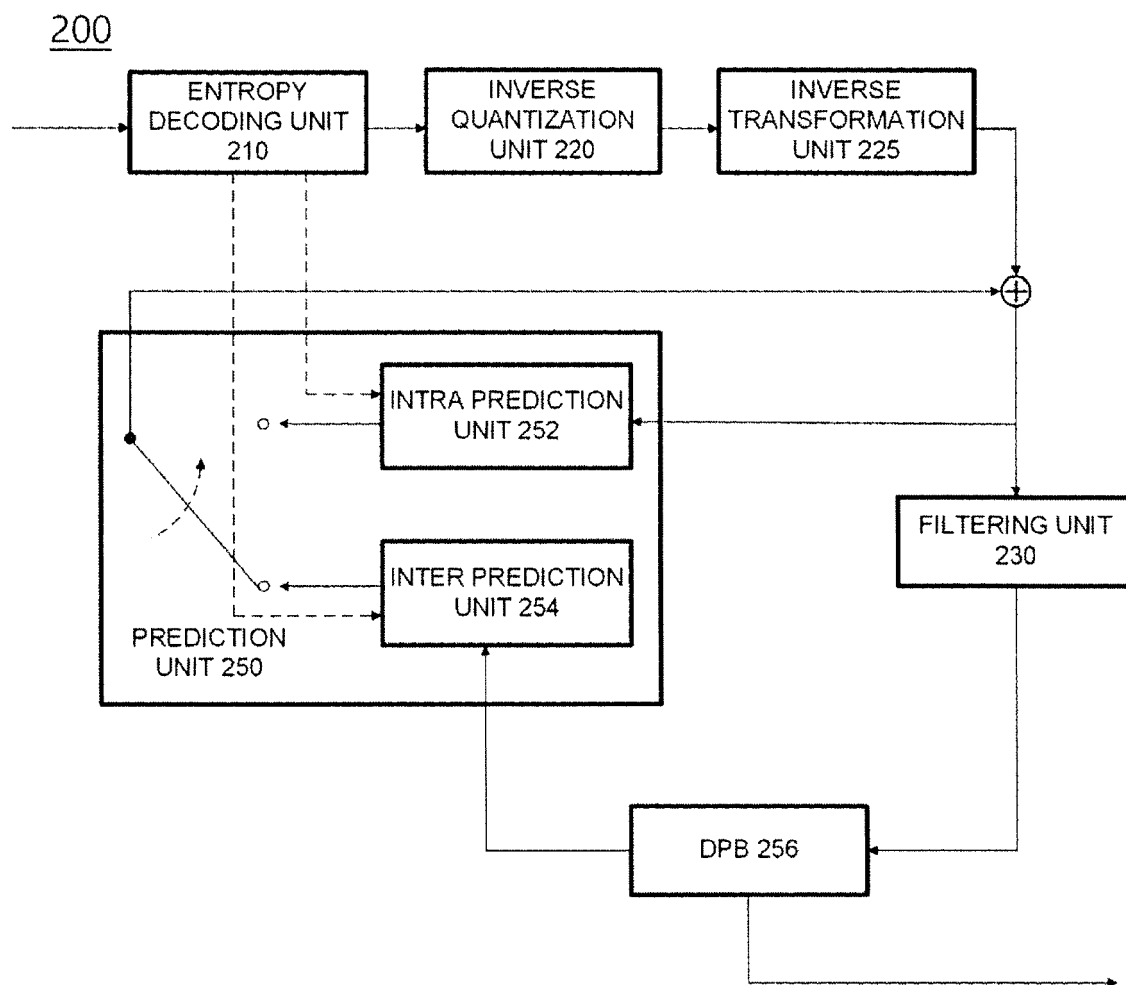 200
ENTROPY
DECODING UNIT
210
INVERSE
QUANTIZATION
UNIT 220
INVERSE
TRANSFORMATION
UNIT 225
INTRA PREDICTION
UNIT 252
FILTERING UNIT
230
INTER PREDICTION
UNIT 254
PREDICTION
UNIT 250
DPB 256